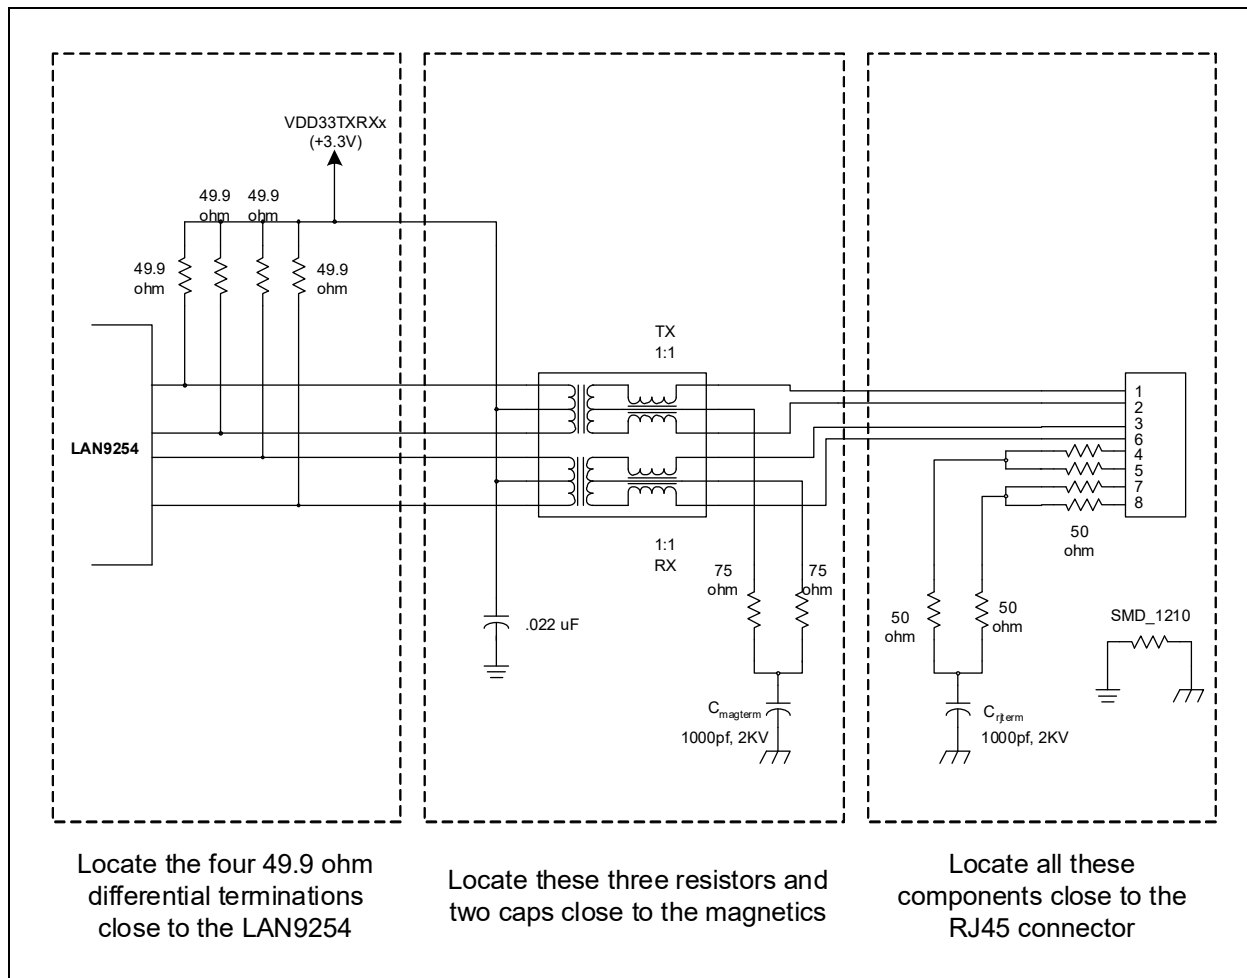 VDD33TXRXx
(+3.3V)
49.9
ohm
49.9
ohm
49.9
ohm
49.9
ohm
LAN9254
TX
1:1
1:1
RX
.022 uF
75
ohm
75
ohm
Cmagterm
1000pf, 2KV
1
2
3
6
4
5
7
8
50
ohm
50
ohm
50
ohm
SMD_1210
Crjterm
1000pf, 2KV
Locate the four 49.9 ohm
differential terminations
close to the LAN9254
Locate these three resistors and
two caps close to the magnetics
Locate all these
components close to the
RJ45 connector